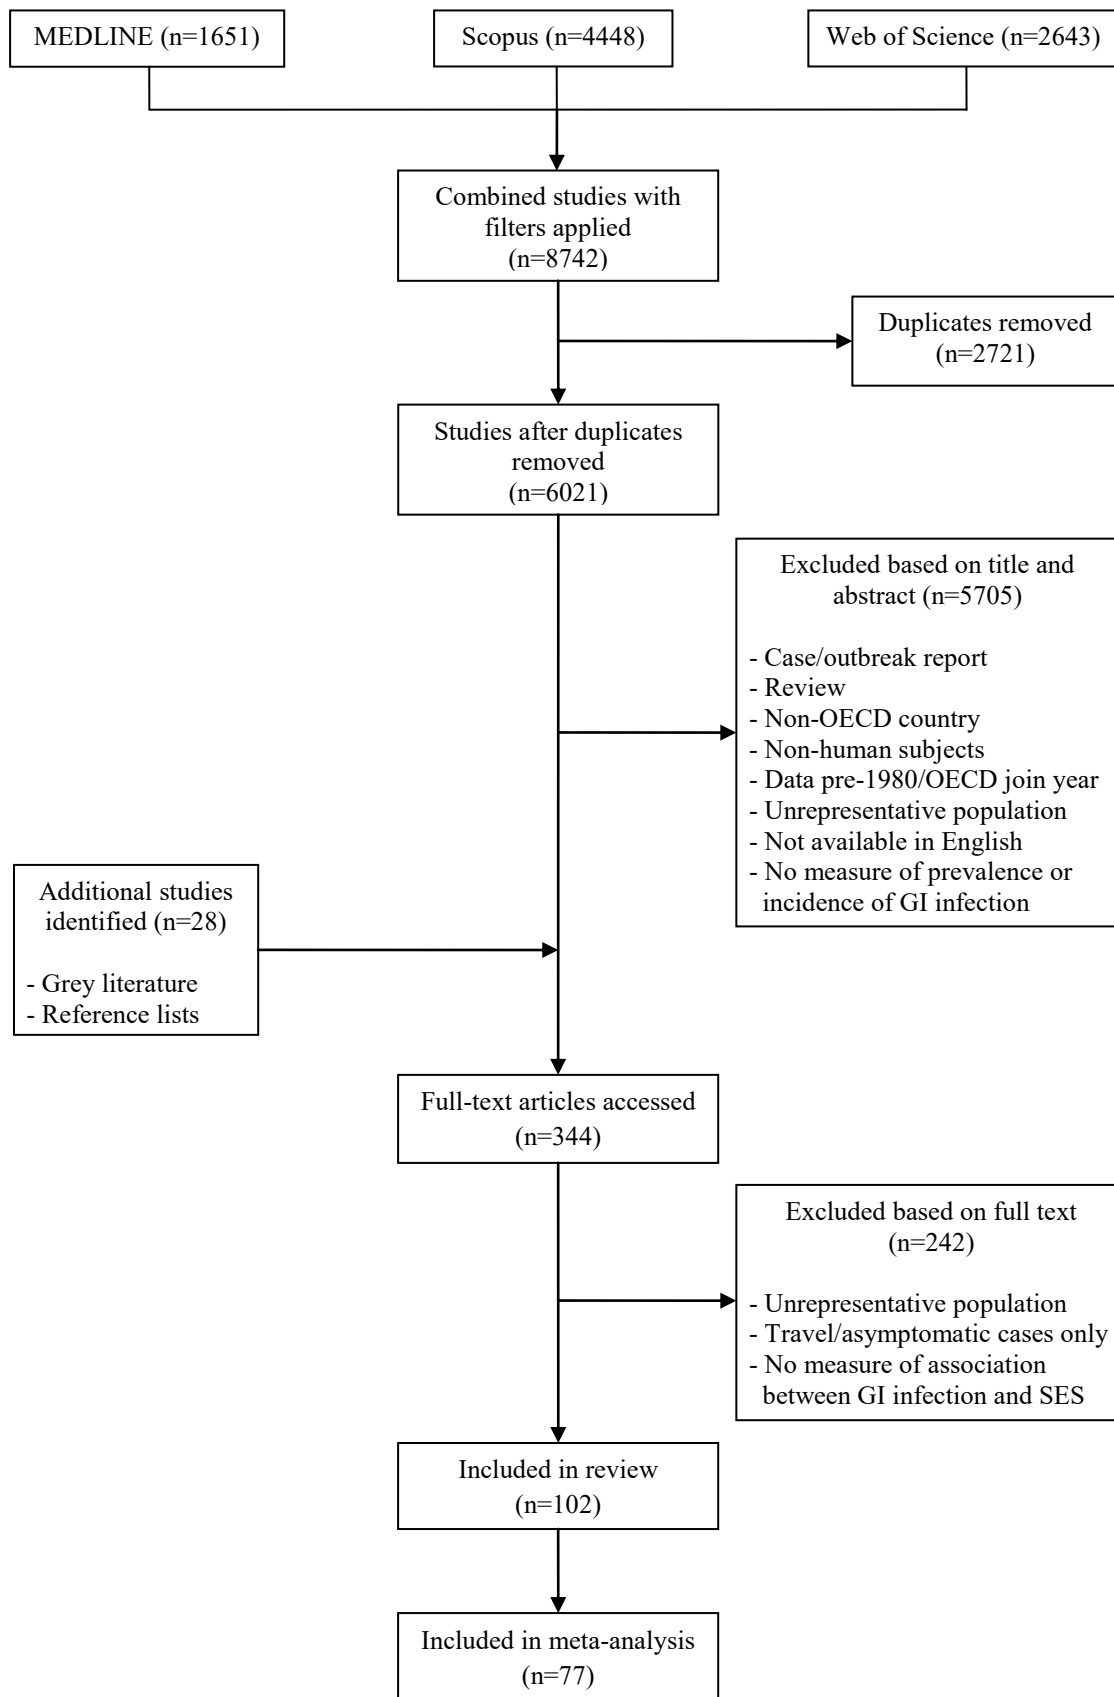 MEDLINE (n=1651)
Scopus (n=4448)
Web of Science (n=2643)
Combined studies with
filters applied
(n=8742)
Duplicates removed
(n=2721)
Studies after duplicates
removed
(n=6021)
Excluded based on title and
abstract (n=5705)
- Case/outbreak report
- Review
- Non-OECD country
- Non-human subjects
- Data pre-1980/OECD join year
- Unrepresentative population
- Not available in English
- No measure of prevalence or
incidence of GI infection
Additional studies
identified (n=28)
- Grey literature
- Reference lists
Full-text articles accessed
(n=344)
Excluded based on full text
(n=242)
- Unrepresentative population
- Travel/asymptomatic cases only
- No measure of association
between GI infection and SES
Included in review
(n=102)
Included in meta-analysis
(n=77)